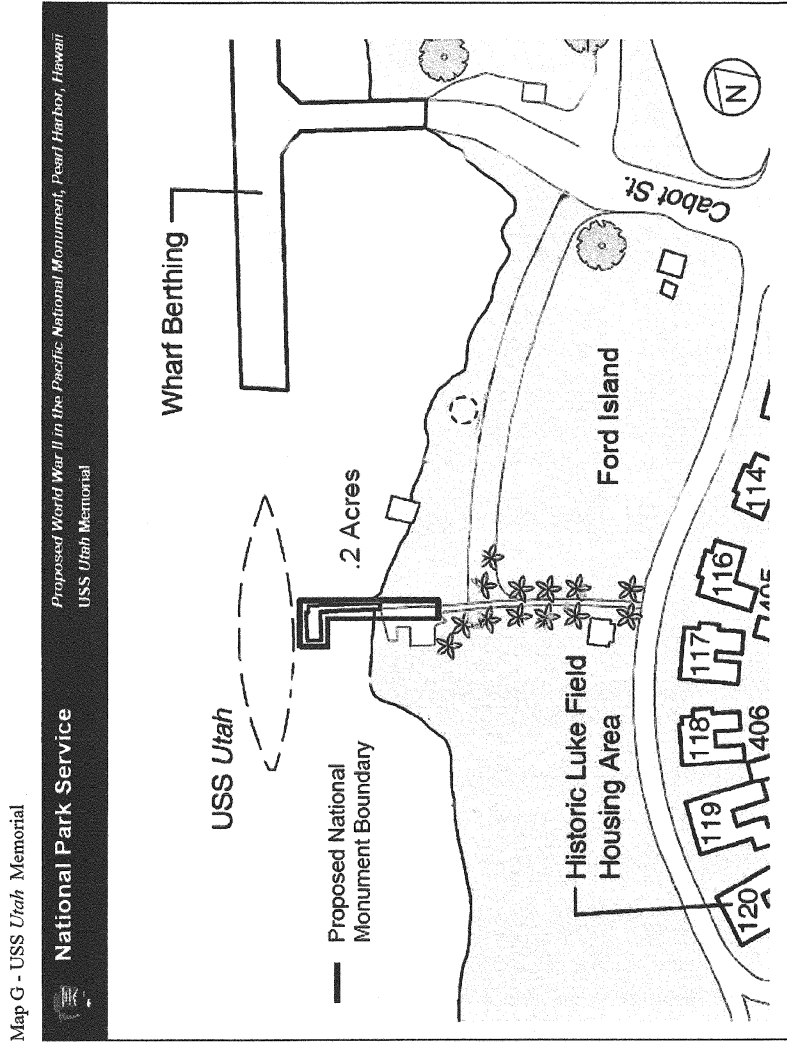 Map G - USS Utah Memorial
National Park Service
Proposed World War II in the Pacific National Monument, Pearl Harbor, Hawaii
USS Utah Memorial
Wharf Berthing
N
Cabot St.
USS Utah
.2 Acres
Ford Island
Proposed National
Monument Boundary
Historic Luke Field
Housing Area
120
119
118
117
116
114
406